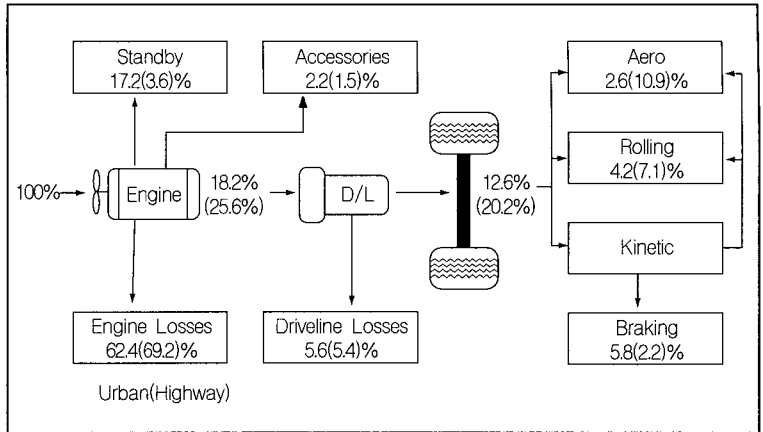 Standby
17.2(3.6)%
Accessories
2.2(1.5)%
Aero
2.6(10.9)%
Rolling
4.2(7.1)%
100%
Engine
18.2%
(25.6%)
D/L
12.6%
(20.2%)
Kinetic
Engine Losses
62.4(69.2)%
Driveline Losses
5.6(5.4)%
Braking
5.8(2.2)%
Urban(Highway)